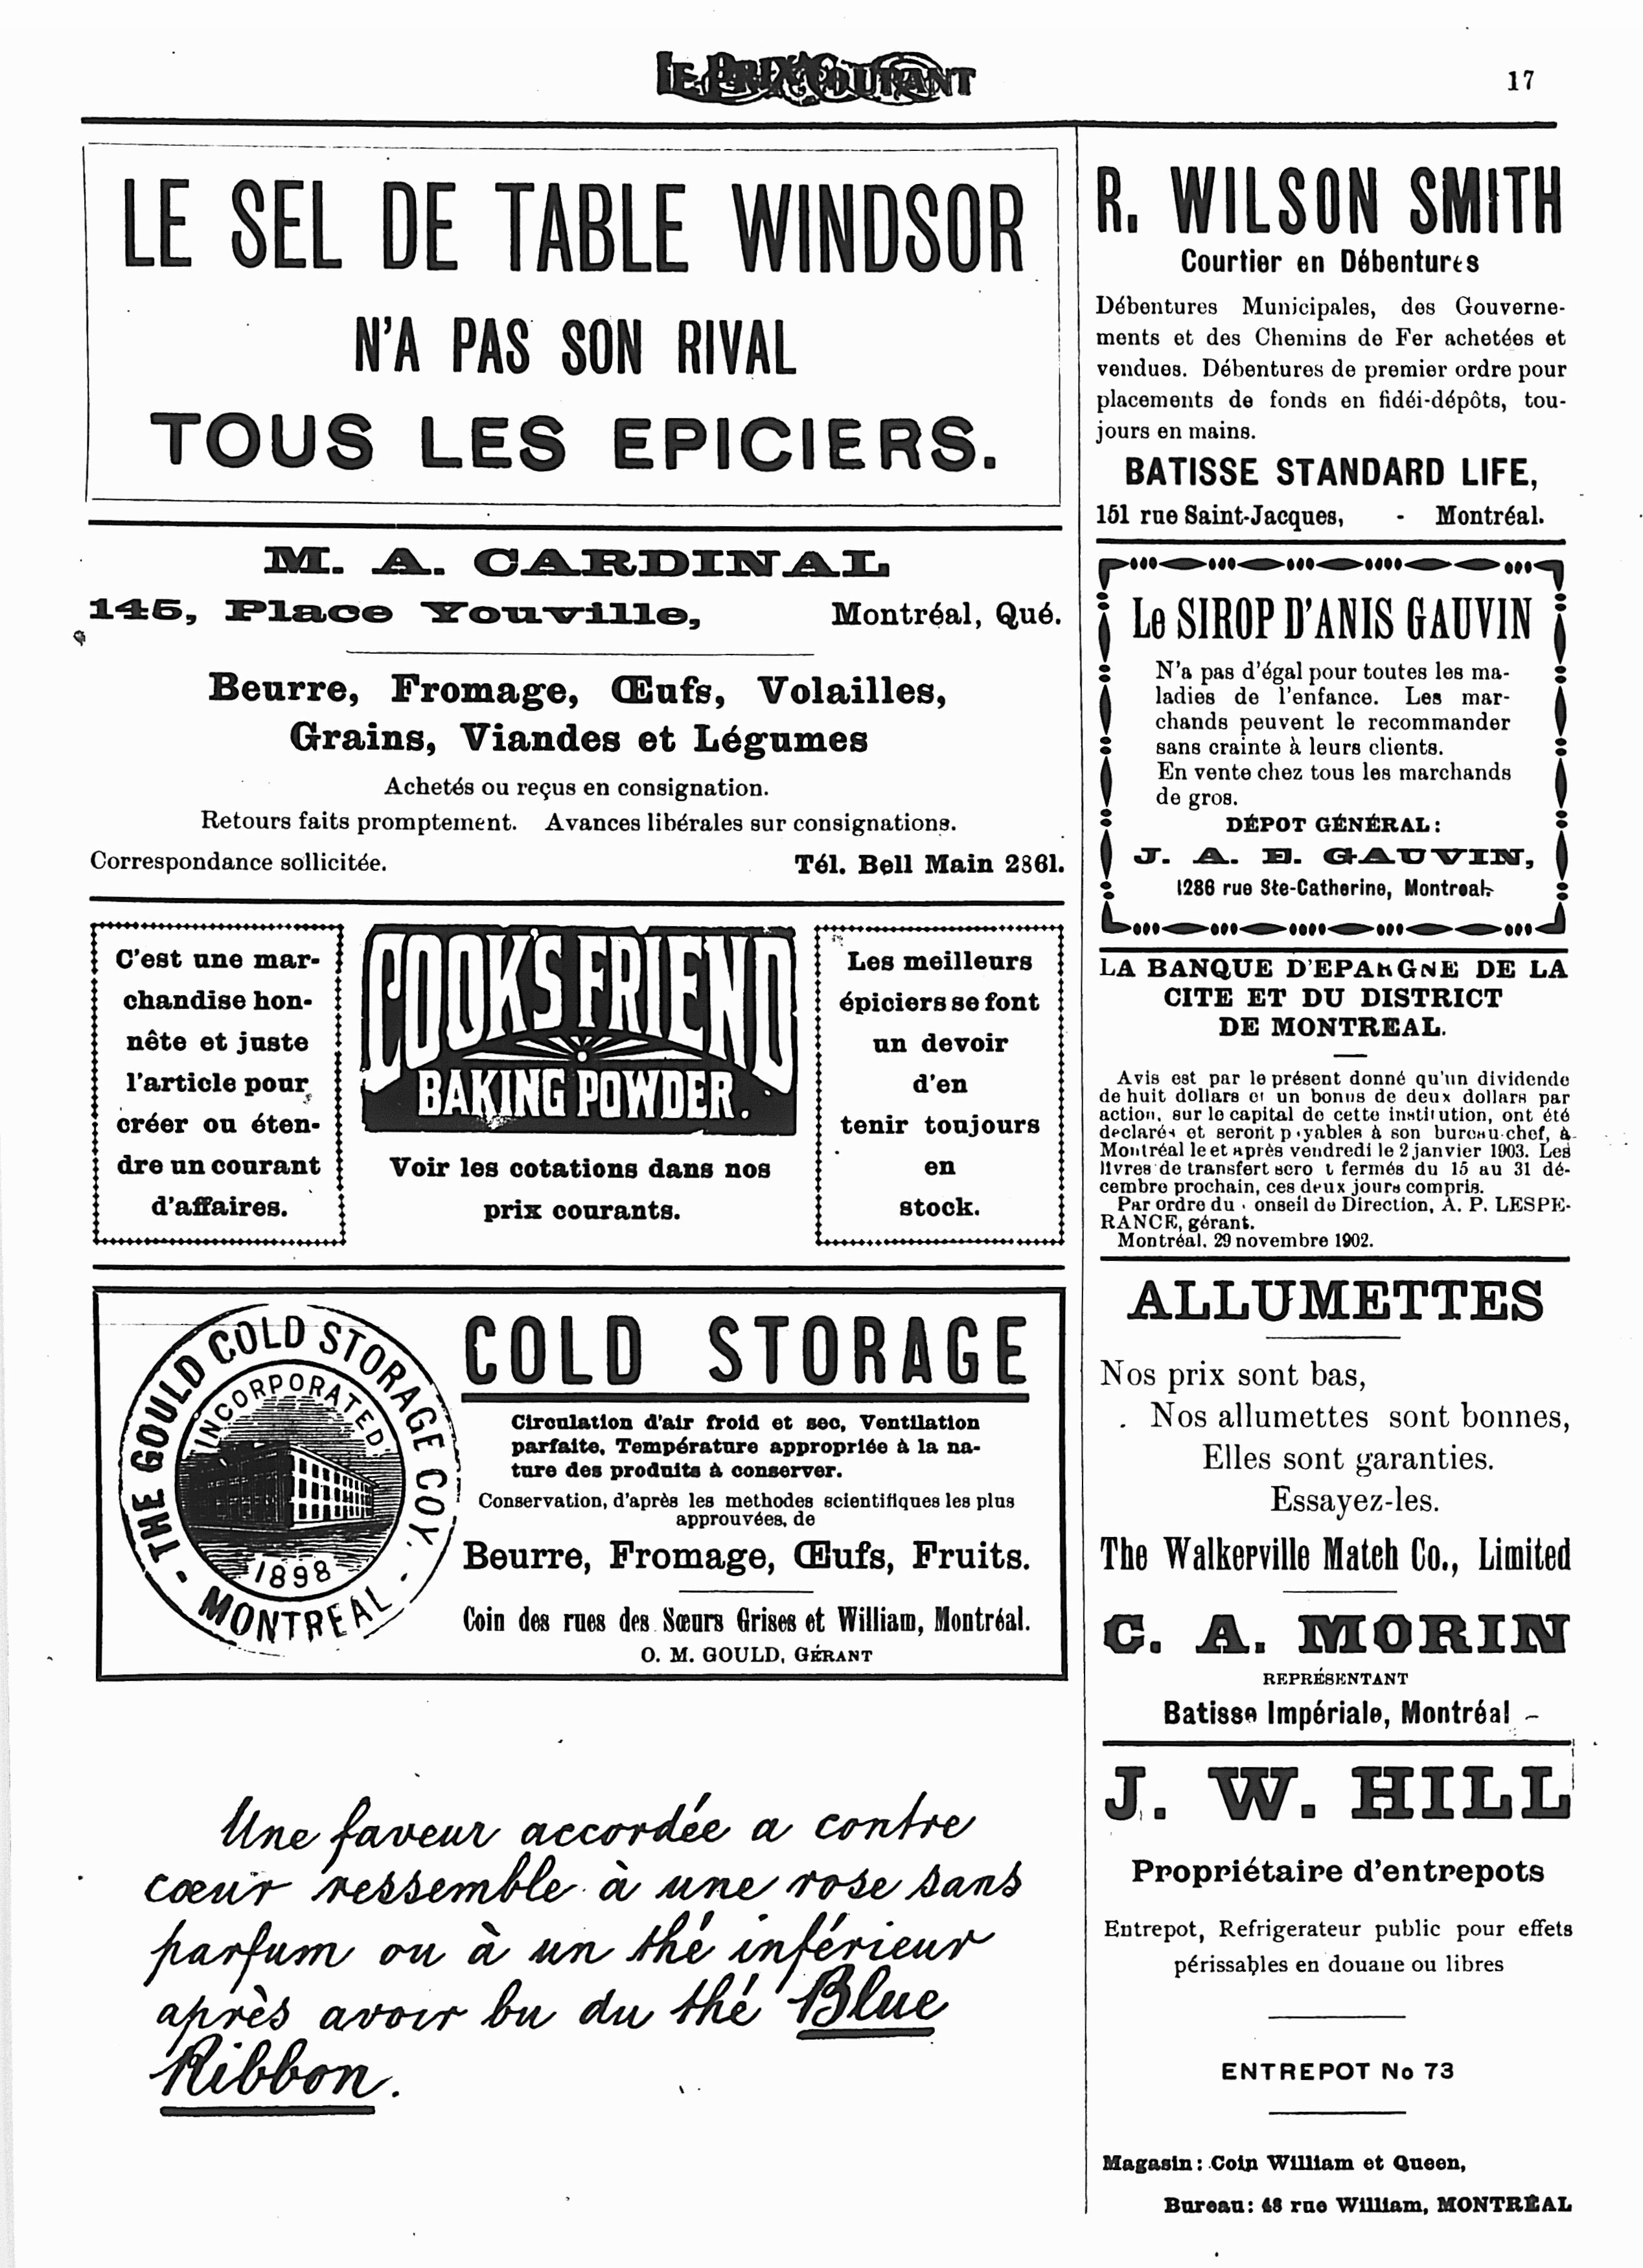 LE PRIX COURANT
17
LE SEL DE TABLE WINDSOR
N'A PAS SON RIVAL
TOUS LES EPICIERS.
M. A. CARDINAL
145, Place Youville, Montréal, Qué.
Beurre, Fromage, Œufs, Volailles,
Grains, Viandes et Légumes
Achetés ou reçus en consignation.
Retours faits promptement. Avances libérales sur consignations.
Correspondance sollicitée. Tél. Bell Main 2861.
C'est une mar-
chandise hon-
nête et juste
l'article pour
créer ou éten-
dre un courant
d'affaires.
COOK'S FRIEND
BAKING POWDER.
Voir les cotations dans nos
prix courants.
Les meilleurs
épiciers se font
un devoir
d'en
tenir toujours
en
stock.
THE GOULD COLD STORAGE COY.
INCORPORATED
1898
- MONTREAL -
COLD STORAGE
Circulation d'air froid et sec, Ventilation
parfaite, Température appropriée à la na-
ture des produits à conserver.
Conservation, d'après les methodes scientifiques les plus
approuvées, de
Beurre, Fromage, Œufs, Fruits.
Coin des rues des Sœurs Grises et William, Montréal.
O. M. GOULD, GÉRANT
Une faveur accordée a contre
cœur ressemble à une rose sans
parfum ou à un thé inférieur
après avoir bu du thé Blue
Ribbon.
R. WILSON SMITH
Courtier en Débentures
Débentures Municipales, des Gouverne-
ments et des Chemins de Fer achetées et
vendues. Débentures de premier ordre pour
placements de fonds en fidéi-dépôts, tou-
jours en mains.
BATISSE STANDARD LIFE,
151 rue Saint-Jacques, - Montréal.
Le SIROP D'ANIS GAUVIN
N'a pas d'égal pour toutes les ma-
ladies de l'enfance. Les mar-
chands peuvent le recommander
sans crainte à leurs clients.
En vente chez tous les marchands
de gros.
DÉPOT GÉNÉRAL:
J. A. E. GAUVIN,
1286 rue Ste-Catherine, Montreal.
LA BANQUE D'EPARGNE DE LA
CITE ET DU DISTRICT
DE MONTREAL.
Avis est par le présent donné qu'un dividende
de huit dollars et un bonus de deux dollars par
action, sur le capital de cette institution, ont été
declarés et seront payables à son bureau-chef, à
Montréal le et après vendredi le 2 janvier 1903. Les
livres de transfert sero t fermés du 15 au 31 dé-
cembre prochain, ces deux jours compris.
Par ordre du onseil de Direction, A. P. LESPE-
RANCE, gérant.
Montréal, 29 novembre 1902.
ALLUMETTES
Nos prix sont bas,
Nos allumettes sont bonnes,
Elles sont garanties.
Essayez-les.
The Walkerville Match Co., Limited
C. A. MORIN
REPRÉSENTANT
Batisse Impériale, Montréal
J. W. HILL
Propriétaire d'entrepots
Entrepot, Refrigerateur public pour effets
périssables en douane ou libres
ENTREPOT No 73
Magasin: Coin William et Queen,
Bureau: 48 rue William, MONTRÉAL